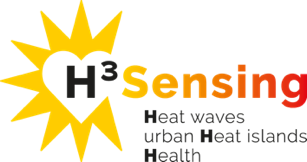 H³Sensing
Heat waves
urban Heat islands
Health